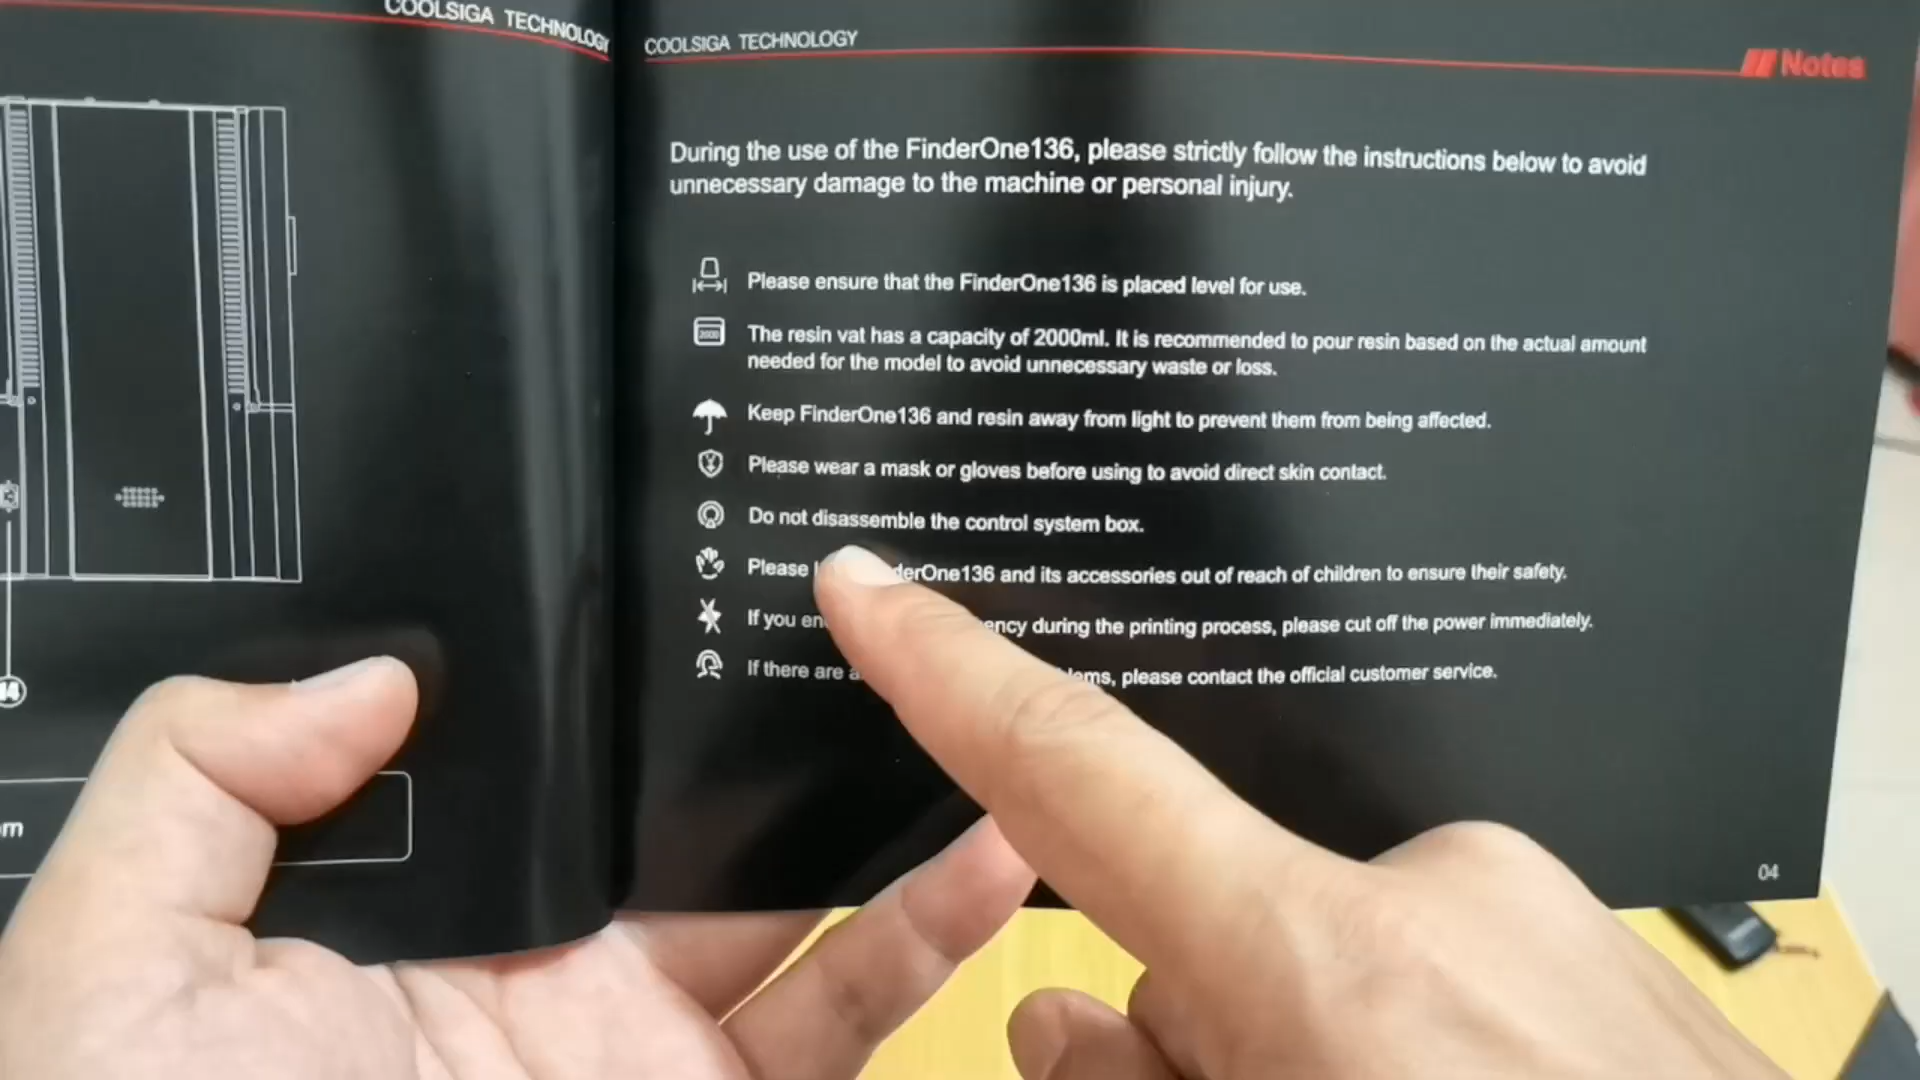 COOLSIGA TECHNOLOGY
14
m
COOLSIGA TECHNOLOGY
Notes
During the use of the FinderOne136, please strictly follow the instructions below to avoid
unnecessary damage to the machine or personal injury.
Please ensure that the FinderOne136 is placed level for use.
2000
The resin vat has a capacity of 2000ml. It is recommended to pour resin based on the actual amount
needed for the model to avoid unnecessary waste or loss.
Keep FinderOne136 and resin away from light to prevent them from being affected.
Please wear a mask or gloves before using to avoid direct skin contact.
Do not disassemble the control system box.
Please derOne136 and its accessories out of reach of children to ensure their safety.
If you en ency during the printing process, please cut off the power immediately.
If there are ems, please contact the official customer service.
04